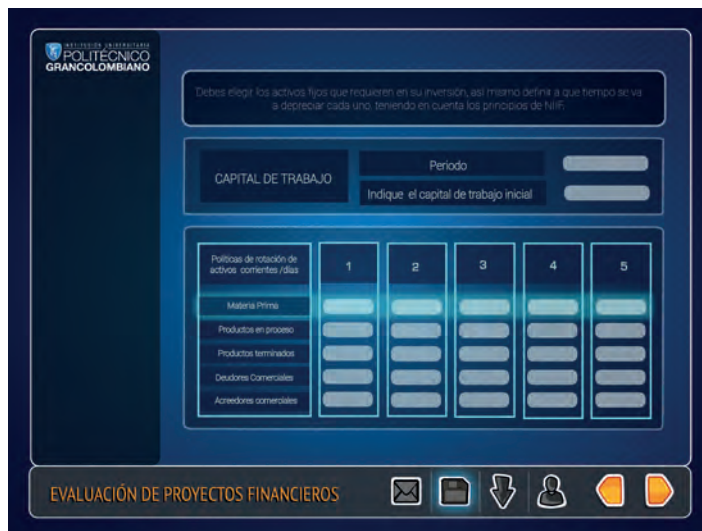 INSTITUCIÓN UNIVERSITARIA
POLITÉCNICO
GRANCOLOMBIANO
Debes elegir los activos fijos que requieren en su inversión, así mismo definir a que tiempo se va
a depreciar cada uno, teniendo en cuenta los principios de NIIF.
CAPITAL DE TRABAJO
Periodo
Indique el capital de trabajo inicial
Políticas de rotación de
activos corrientes /días
1 2 3 4 5
Materia Prima
Productos en proceso
Productos terminados
Deudores Comerciales
Acreedores comerciales
EVALUACIÓN DE PROYECTOS FINANCIEROS